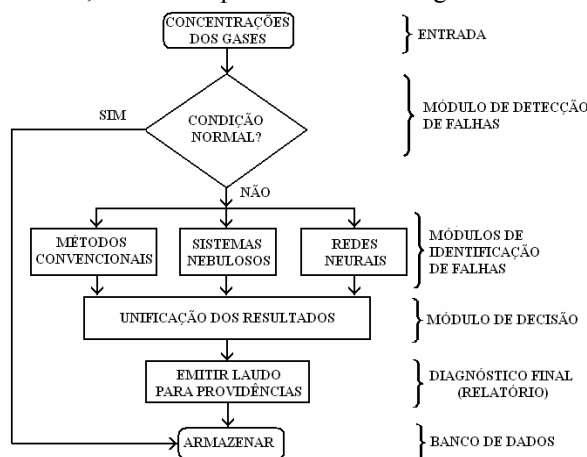 CONCENTRAÇÕES
DOS GASES
ENTRADA
SIM
CONDIÇÃO
NORMAL?
MÓDULO DE DETECÇÃO
DE FALHAS
NÃO
MÉTODOS
CONVENCIONAIS
SISTEMAS
NEBULOSOS
REDES
NEURAIS
MÓDULOS DE
IDENTIFICAÇÃO
DE FALHAS
UNIFICAÇÃO DOS RESULTADOS
MÓDULO DE DECISÃO
EMITIR LAUDO
PARA PROVIDÊNCIAS
DIAGNÓSTICO FINAL
(RELATÓRIO)
ARMAZENAR
BANCO DE DADOS